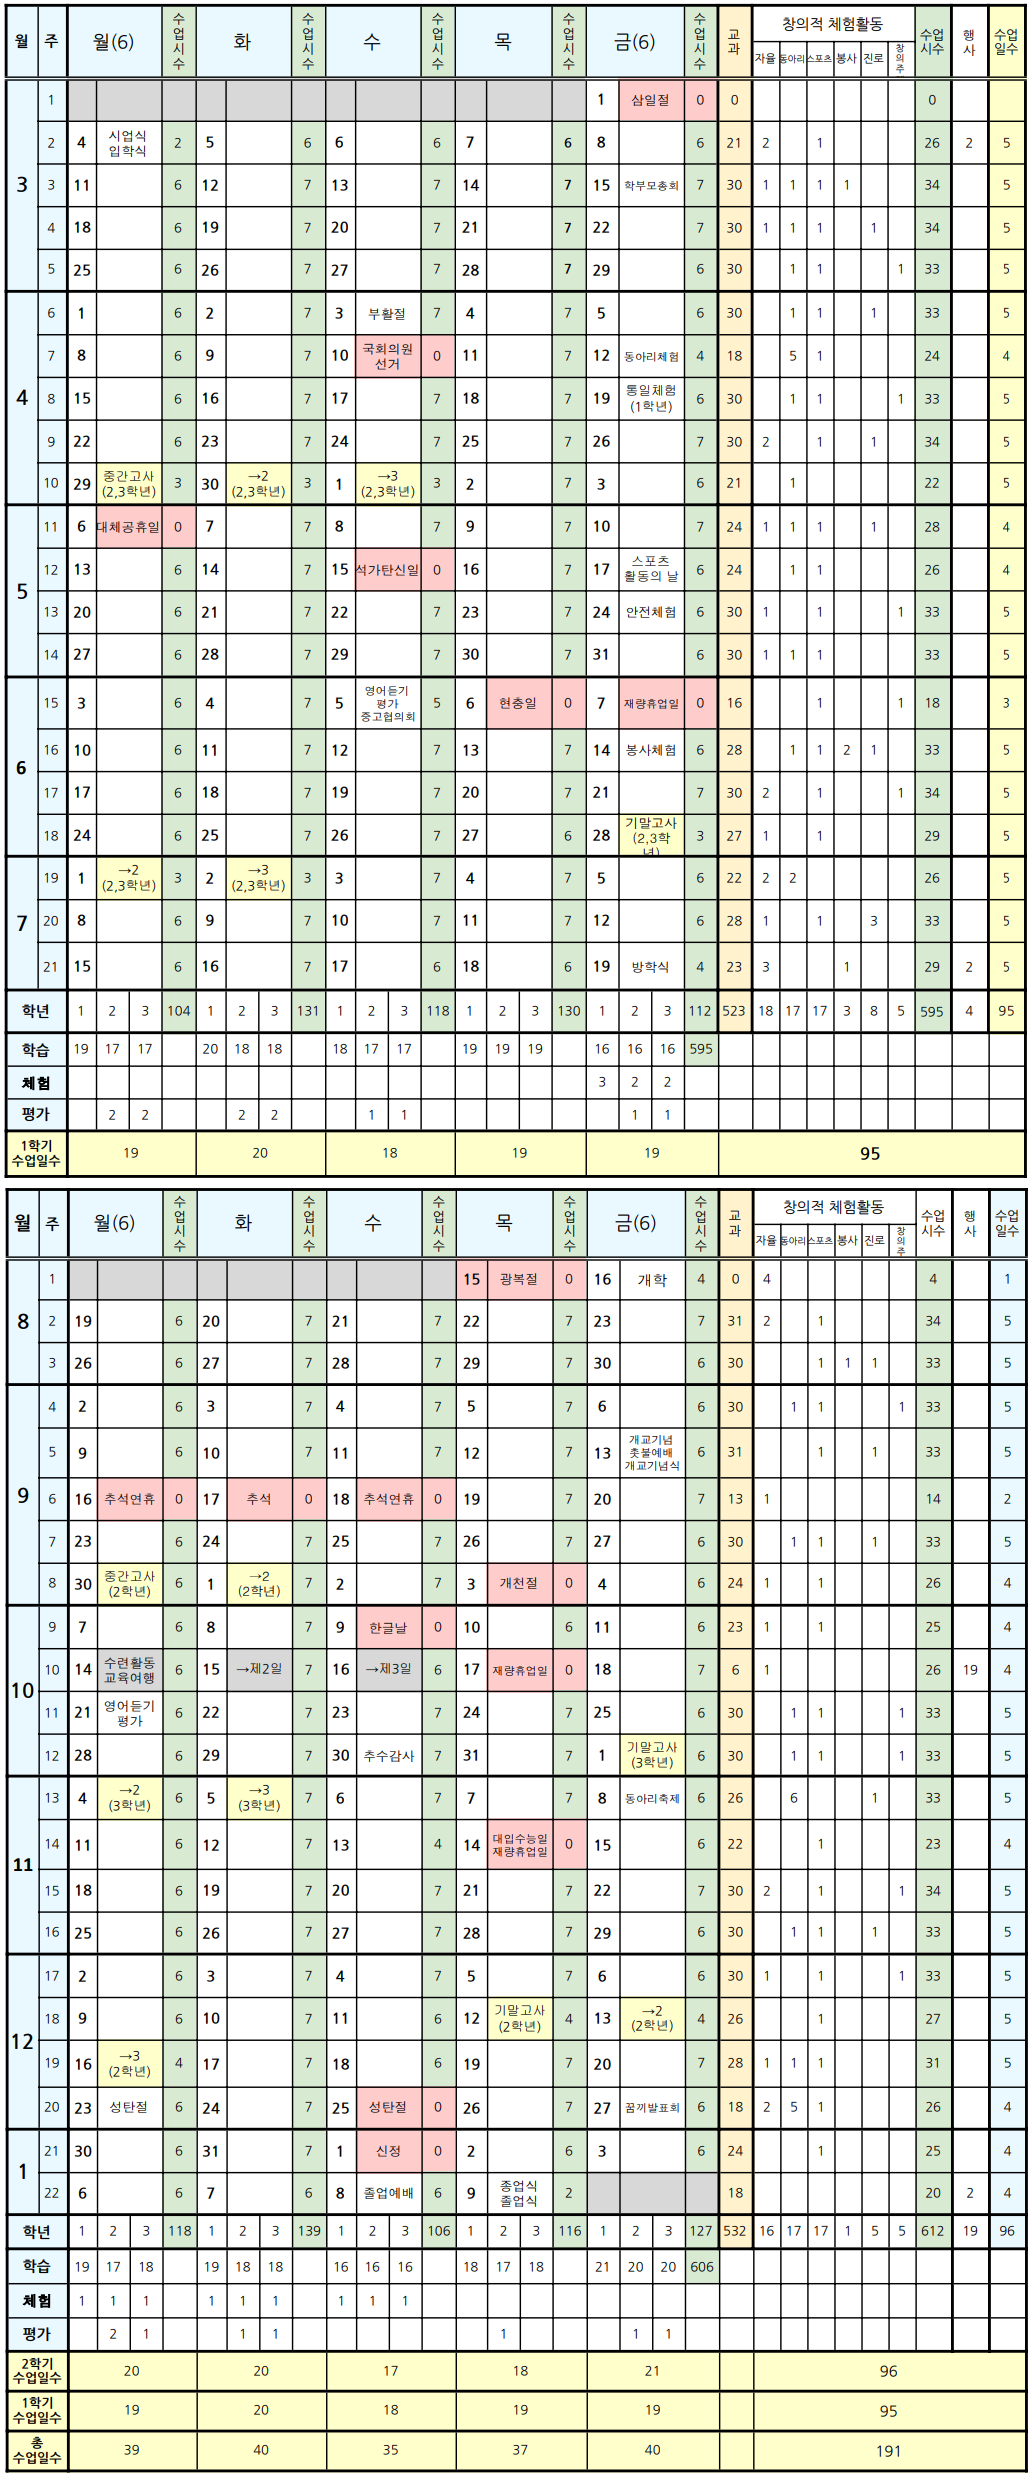 월 주 월(6) 수업시수 화 수업시수 수 수업시수 목 수업시수 금(6) 수업시수 교과 창의적 체험활동 수업시수 행사 수업일수
자율 동아리 스포츠 봉사 진로 창의주
3 1 1 삼일절 0 0 0
2 4 시업식 입학식 2 5 6 6 6 7 6 8 6 21 2 1 26 2 5
3 11 6 12 7 13 7 14 7 15 학부모총회 7 30 1 1 1 1 34 5
4 18 6 19 7 20 7 21 7 22 7 30 1 1 1 1 34 5
5 25 6 26 7 27 7 28 7 29 6 30 1 1 1 33 5
4 6 1 6 2 7 3 부활절 7 4 7 5 6 30 1 1 1 33 5
7 8 6 9 7 10 국회의원 선거 0 11 7 12 동아리체험 4 18 5 1 24 4
8 15 6 16 7 17 7 18 7 19 통일체험 (1학년) 6 30 1 1 1 33 5
9 22 6 23 7 24 7 25 7 26 7 30 2 1 1 34 5
10 29 중간고사 (2,3학년) 3 30 →2 (2,3학년) 3 1 →3 (2,3학년) 3 2 7 3 6 21 1 22 5
5 11 6 대체공휴일 0 7 7 8 7 9 7 10 7 24 1 1 1 1 28 4
12 13 6 14 7 15 석가탄신일 0 16 7 17 스포츠 활동의 날 6 24 1 1 26 4
13 20 6 21 7 22 7 23 7 24 안전체험 6 30 1 1 1 33 5
14 27 6 28 7 29 7 30 7 31 6 30 1 1 1 33 5
6 15 3 6 4 7 5 영어듣기 평가 중고협의회 5 6 현충일 0 7 재량휴업일 0 16 1 1 18 3
16 10 6 11 7 12 7 13 7 14 봉사체험 6 28 1 1 2 1 33 5
17 17 6 18 7 19 7 20 7 21 7 30 2 1 1 34 5
18 24 6 25 7 26 7 27 6 28 기말고사 (2,3학년) 3 27 1 1 29 5
7 19 1 →2 (2,3학년) 3 2 →3 (2,3학년) 3 3 7 4 7 5 6 22 2 2 26 5
20 8 6 9 7 10 7 11 7 12 6 28 1 1 3 33 5
21 15 6 16 7 17 6 18 6 19 방학식 4 23 3 1 29 2 5
학년 1 2 3 104 1 2 3 131 1 2 3 118 1 2 3 130 1 2 3 112 523 18 17 17 3 8 5 595 4 95
학습 19 17 17 20 18 18 18 17 17 19 19 19 16 16 16 595
체험 3 2 2
평가 2 2 2 2 1 1 1 1
1학기 수업일수 19 20 18 19 19 95
월 주 월(6) 수업시수 화 수업시수 수 수업시수 목 수업시수 금(6) 수업시수 교과 창의적 체험활동 수업시수 행사 수업일수
자율 동아리 스포츠 봉사 진로 창의주
8 1 15 광복절 0 16 개학 4 0 4 4 1
2 19 6 20 7 21 7 22 7 23 7 31 2 1 34 5
3 26 6 27 7 28 7 29 7 30 6 30 1 1 1 33 5
9 4 2 6 3 7 4 7 5 7 6 6 30 1 1 1 33 5
5 9 6 10 7 11 7 12 7 13 개교기념 촛불예배 개교기념식 6 31 1 1 33 5
6 16 추석연휴 0 17 추석 0 18 추석연휴 0 19 7 20 7 13 1 14 2
7 23 6 24 7 25 7 26 7 27 6 30 1 1 1 33 5
8 30 중간고사 (2학년) 6 1 →2 (2학년) 7 2 7 3 개천절 0 4 6 24 1 1 26 4
10 9 7 6 8 7 9 한글날 0 10 6 11 6 23 1 1 25 4
10 14 수련활동 교육여행 6 15 →제2일 7 16 →제3일 6 17 재량휴업일 0 18 7 6 1 26 19 4
11 21 영어듣기 평가 6 22 7 23 7 24 7 25 6 30 1 1 1 33 5
12 28 6 29 7 30 추수감사 7 31 7 1 기말고사 (3학년) 6 30 1 1 1 33 5
11 13 4 →2 (3학년) 6 5 →3 (3학년) 7 6 7 7 7 8 동아리축제 6 26 6 1 33 5
14 11 6 12 7 13 4 14 대입수능일 재량휴업일 0 15 6 22 1 23 4
15 18 6 19 7 20 7 21 7 22 7 30 2 1 1 34 5
16 25 6 26 7 27 7 28 7 29 6 30 1 1 1 33 5
12 17 2 6 3 7 4 7 5 7 6 6 30 1 1 1 33 5
18 9 6 10 7 11 6 12 기말고사 (2학년) 4 13 →2 (2학년) 4 26 1 27 5
19 16 →3 (2학년) 4 17 7 18 6 19 7 20 7 28 1 1 1 31 5
20 23 성탄절 6 24 7 25 성탄절 0 26 7 27 꿈끼발표회 6 18 2 5 1 26 4
1 21 30 6 31 7 1 신정 0 2 6 3 6 24 1 25 4
22 6 6 7 6 8 졸업예배 6 9 종업식 졸업식 2 18 20 2 4
학년 1 2 3 118 1 2 3 139 1 2 3 106 1 2 3 116 1 2 3 127 532 16 17 17 1 5 5 612 19 96
학습 19 17 18 19 18 18 16 16 16 18 17 18 21 20 20 606
체험 1 1 1 1 1 1 1 1 1
평가 2 1 1 1 1 1 1
2학기 수업일수 20 20 17 18 21 96
1학기 수업일수 19 20 18 19 19 95
총 수업일수 39 40 35 37 40 191